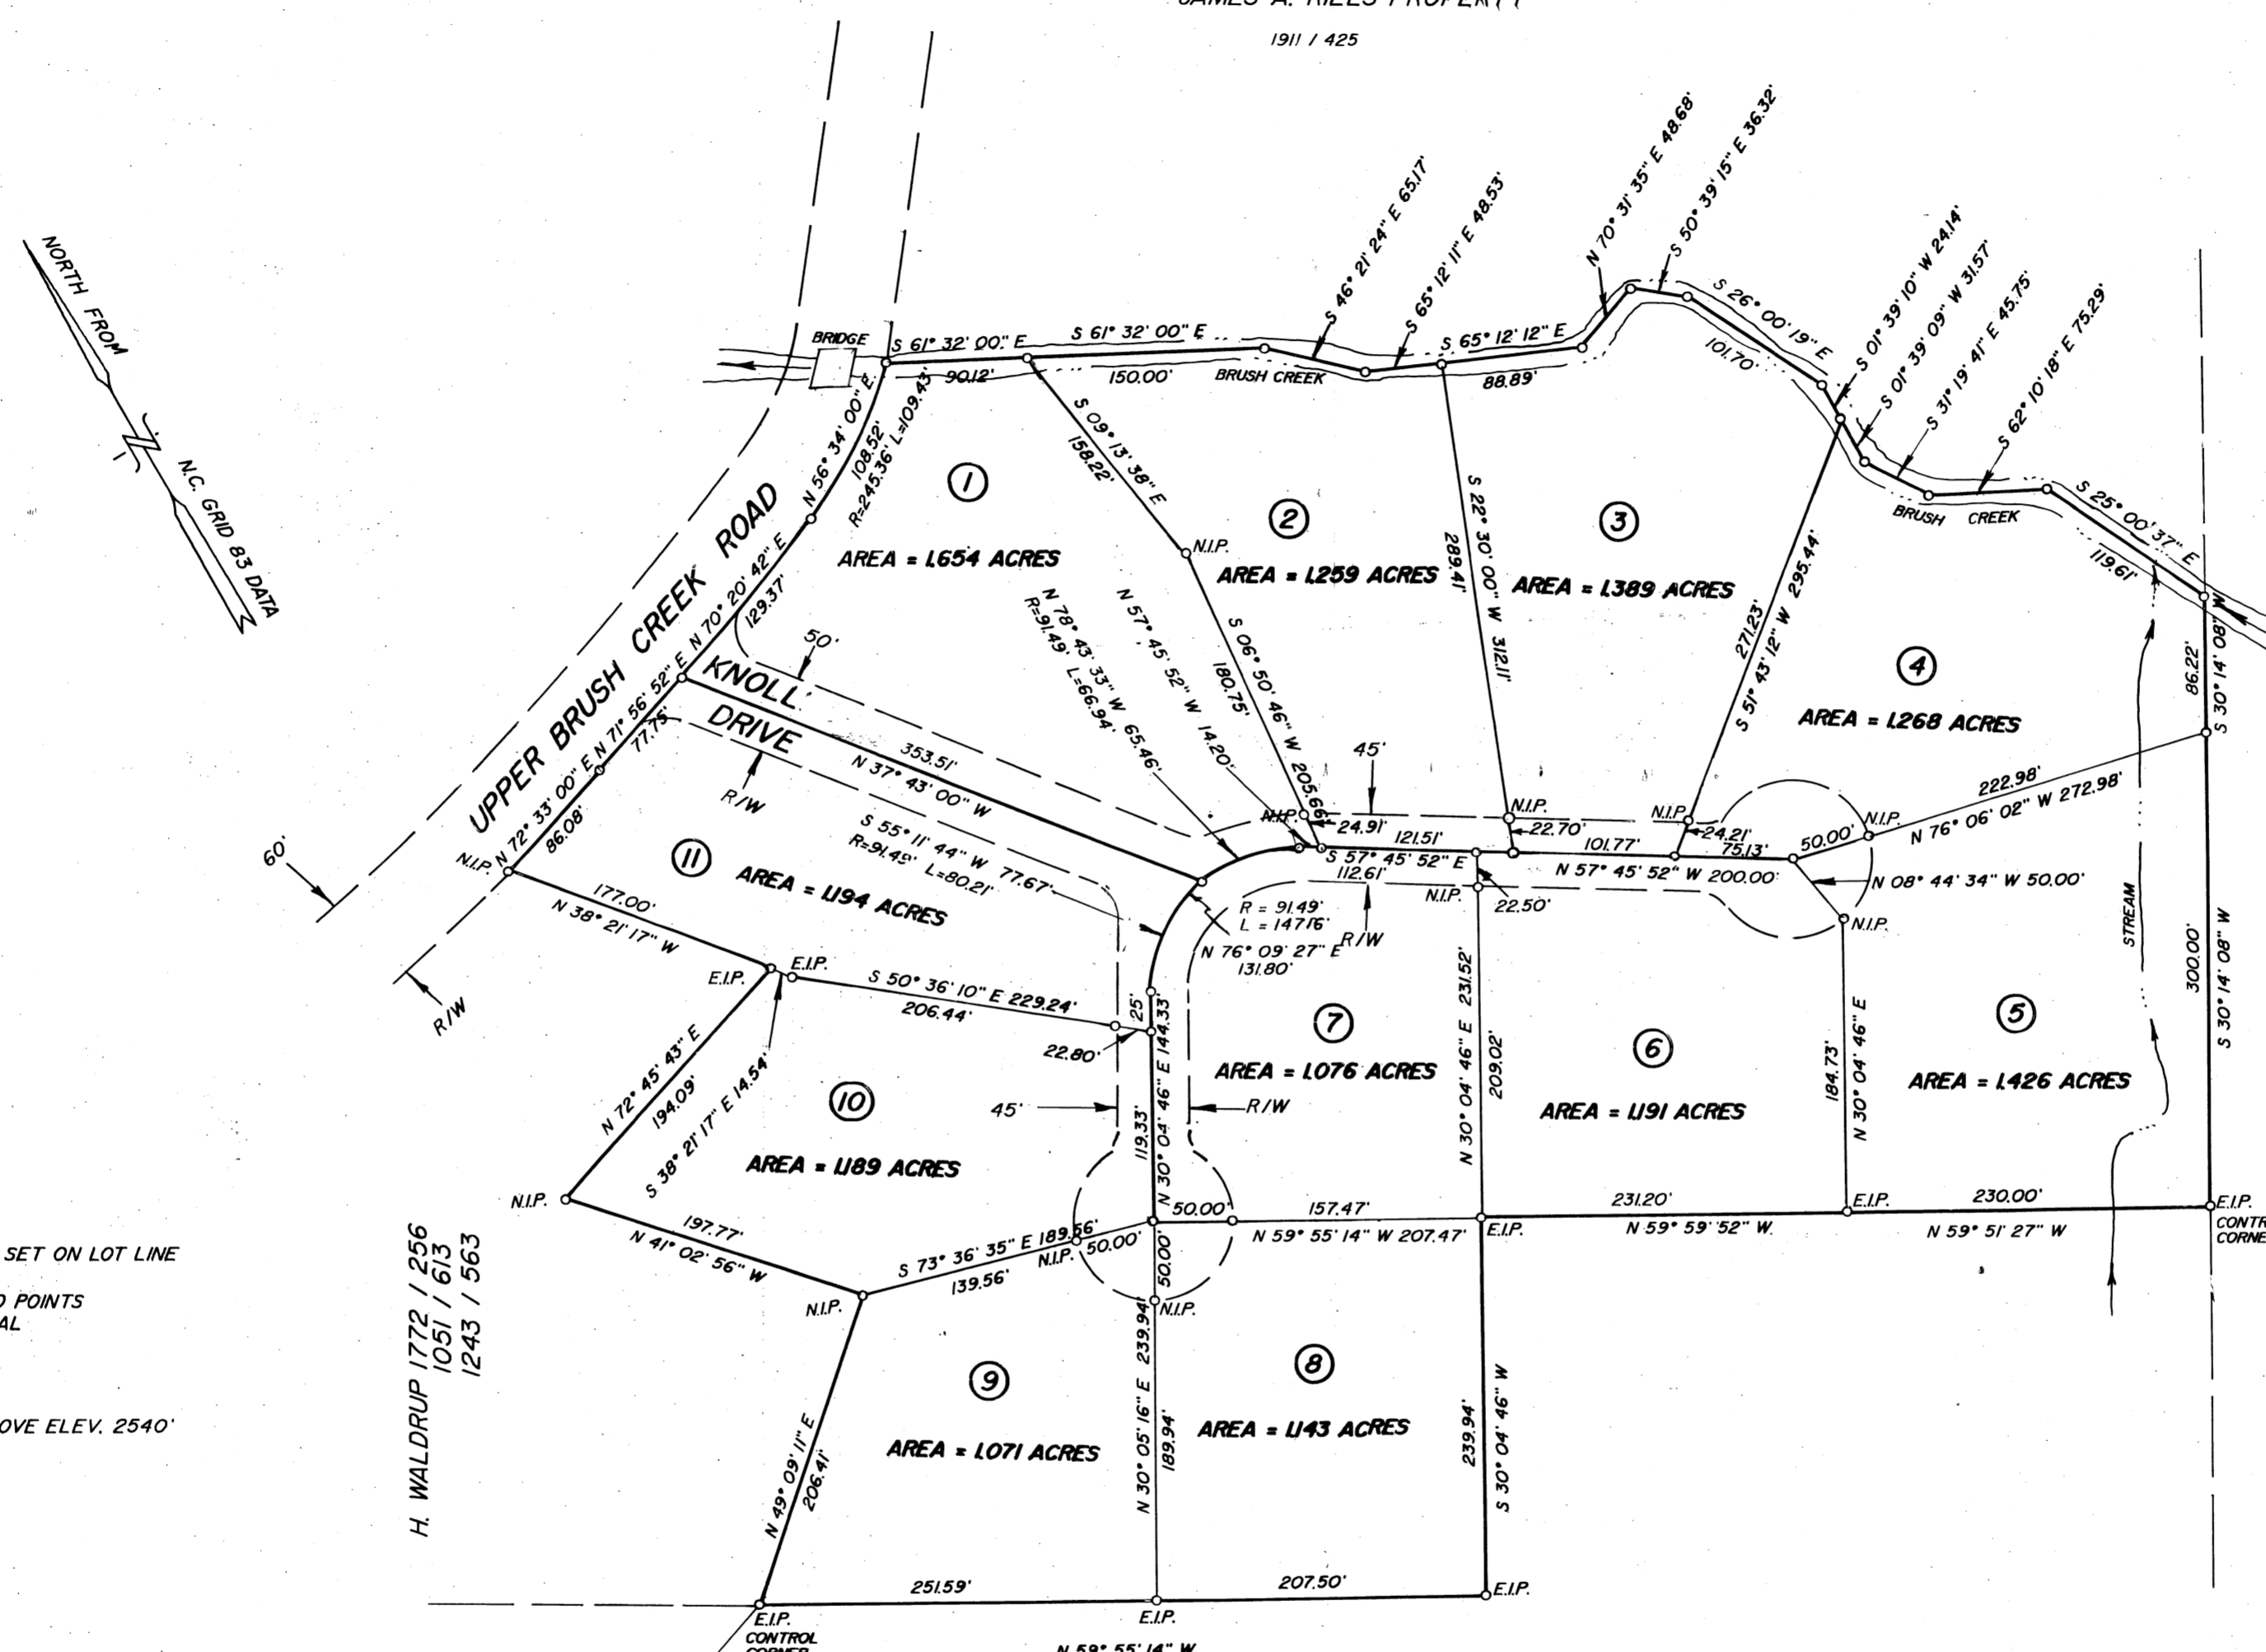 JAMES A. RILES PROPERTY
1911 / 425
NORTH FROM
N.C. GRID 83 DATA
N 70° 31' 35" E 48.68'
S 50° 39' 15" E 36.32'
S 46° 21' 24" E 65.17'
S 65° 12' 11" E 48.53'
S 01° 39' 10" W 24.14'
S 01° 39' 09" W 31.57'
S 31° 19' 41" E 45.75'
S 62° 10' 18" E 75.29'
S 26° 00' 19" E
101.70'
BRIDGE
S 61° 32' 00" E
90.12'
S 61° 32' 00" E
150.00'
BRUSH CREEK
S 65° 12' 12" E
88.89'
BRUSH CREEK
S 25° 00' 37" E
119.61'
N 56° 34' 00" E
108.52'
R=245.36' L=109.43'
S 09° 13' 38" E
158.22'
1
AREA = 1.654 ACRES
2
AREA = 1.259 ACRES
3
AREA = 1.389 ACRES
4
AREA = 1.268 ACRES
S 22° 30' 00" W 312.11'
289.41'
271.23'
S 51° 43' 12" W 295.44'
86.22'
S 30° 14' 08" W
UPPER BRUSH CREEK ROAD
N 70° 20' 42" E
129.37'
N 71° 56' 52" E
77.75'
N 72° 33' 00" E
86.08'
N.I.P.
60'
R/W
50'
KNOLL
DRIVE
R/W
353.51'
N 37° 43' 00" W
N.I.P.
S 06° 50' 46" W 205.66'
180.75'
N 78° 43' 33" W 65.46'
R=91.49' L=66.94'
N 57° 45' 52" W 14.20'
S 55° 11' 44" W 77.67'
R=91.49' L=80.21'
45'
N.I.P.
24.91'
121.51'
S 57° 45' 52" E
112.61'
N.I.P.
22.70'
101.77'
N.I.P.
24.21'
75.13'
N 57° 45' 52" W 200.00'
50.00'
N.I.P.
222.98'
N 76° 06' 02" W 272.98'
N 08° 44' 34" W 50.00'
N.I.P.
N.I.P.
22.50'
R = 91.49'
L = 147.16'
N 76° 09' 27" E
131.80'
R/W
11
AREA = 1.194 ACRES
177.00'
N 38° 21' 17" W
E.I.P.
E.I.P.
S 50° 36' 10" E 229.24'
206.44'
22.80'
25'
N 30° 04' 46" E 144.33'
119.33'
N 72° 45' 43" E
194.09'
S 38° 21' 17" E 14.54'
10
AREA = 1.189 ACRES
45'
R/W
7
AREA = 1.076 ACRES
N 30° 04' 46" E 231.52'
209.02'
6
AREA = 1.191 ACRES
184.73'
N 30° 04' 46" E
5
AREA = 1.426 ACRES
STREAM
300.00'
S 30° 14' 08" W
N.I.P.
197.77'
N 41° 02' 56" W
N.I.P.
S 73° 36' 35" E 189.56'
139.56'
N.I.P.
50.00'
50.00'
157.47'
N 59° 55' 14" W 207.47'
E.I.P.
231.20'
N 59° 59' 52" W
E.I.P.
230.00'
N 59° 51' 27" W
E.I.P.
CONTR
CORNE
50.00'
N.I.P.
SET ON LOT LINE
POINTS
AL
OVE ELEV. 2540'
H. WALDRUP 1772 / 256
1051 / 613
1243 / 563
9
AREA = 1.071 ACRES
N 49° 09' 11" E
206.41'
N 30° 05' 16" E 239.94'
189.94'
8
AREA = 1.143 ACRES
239.94'
S 30° 04' 46" W
251.59'
207.50'
E.I.P.
E.I.P.
CONTROL
CORNER
E.I.P.
N 59° 55' 14" W